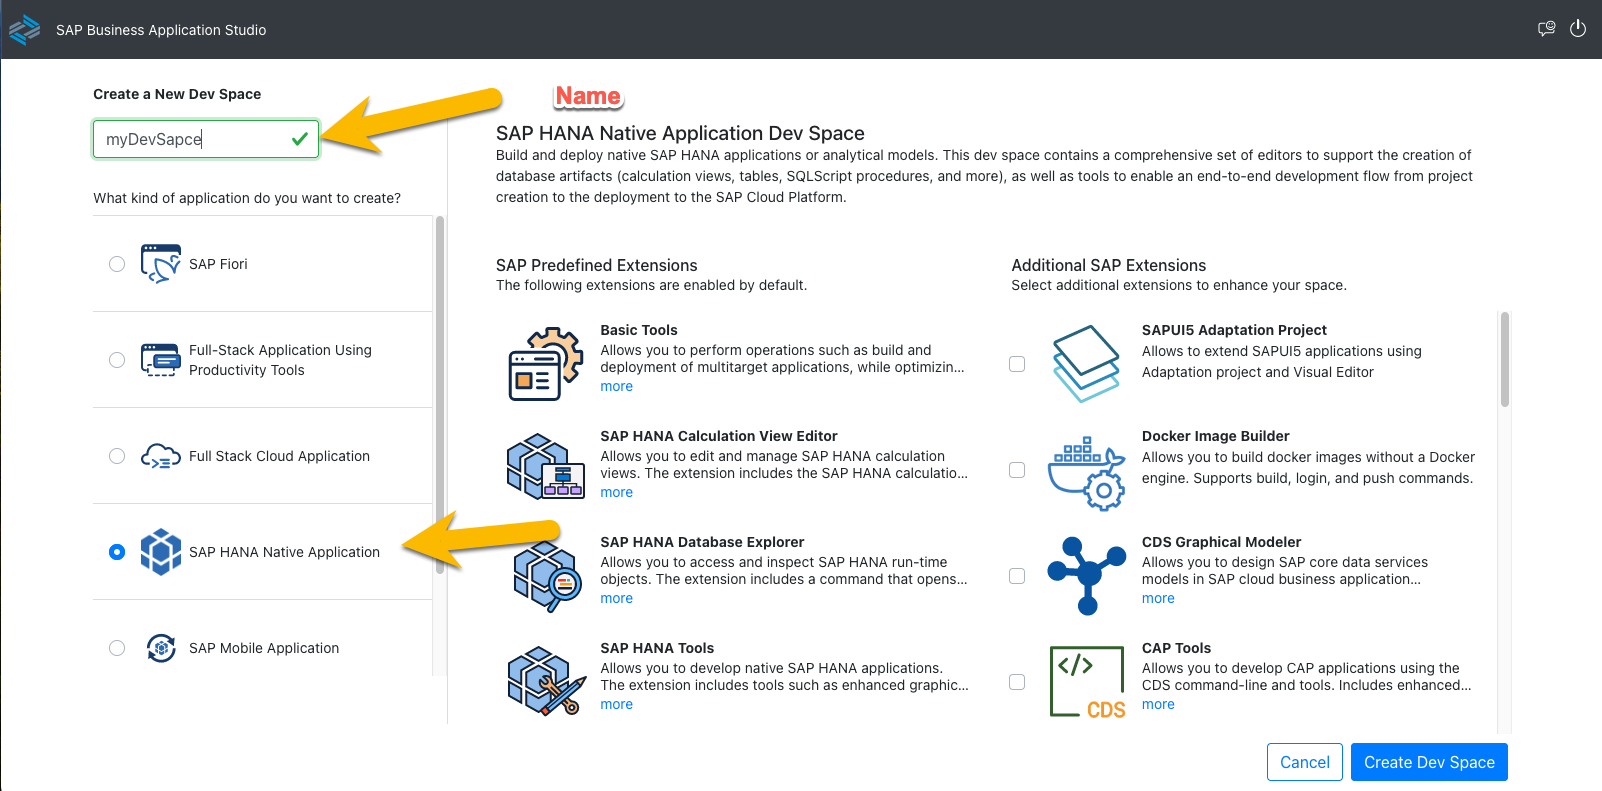 SAP Business Application Studio
Create a New Dev Space
Name
myDevSapce
What kind of application do you want to create?
SAP Fiori
Full-Stack Application Using
Productivity Tools
Full Stack Cloud Application
SAP HANA Native Application
SAP Mobile Application
SAP HANA Native Application Dev Space
Build and deploy native SAP HANA applications or analytical models. This dev space contains a comprehensive set of editors to support the creation of
database artifacts (calculation views, tables, SQLScript procedures, and more), as well as tools to enable an end-to-end development flow from project
creation to the deployment to the SAP Cloud Platform.
SAP Predefined Extensions
The following extensions are enabled by default.
Basic Tools
Allows you to perform operations such as build and
deployment of multitarget applications, while optimizin...
more
SAP HANA Calculation View Editor
Allows you to edit and manage SAP HANA calculation
views. The extension includes the SAP HANA calculatio...
more
SAP HANA Database Explorer
Allows you to access and inspect SAP HANA run-time
objects. The extension includes a command that opens...
more
SAP HANA Tools
Allows you to develop native SAP HANA applications.
The extension includes tools such as enhanced graphic...
more
Additional SAP Extensions
Select additional extensions to enhance your space.
SAPUI5 Adaptation Project
Allows to extend SAPUI5 applications using
Adaptation project and Visual Editor
Docker Image Builder
Allows you to build docker images without a Docker
engine. Supports build, login, and push commands.
CDS Graphical Modeler
Allows you to design SAP core data services
models in SAP cloud business application...
more
CDS
CAP Tools
Allows you to develop CAP applications using the
CDS command-line and tools. Includes enhanced...
more
Cancel
Create Dev Space